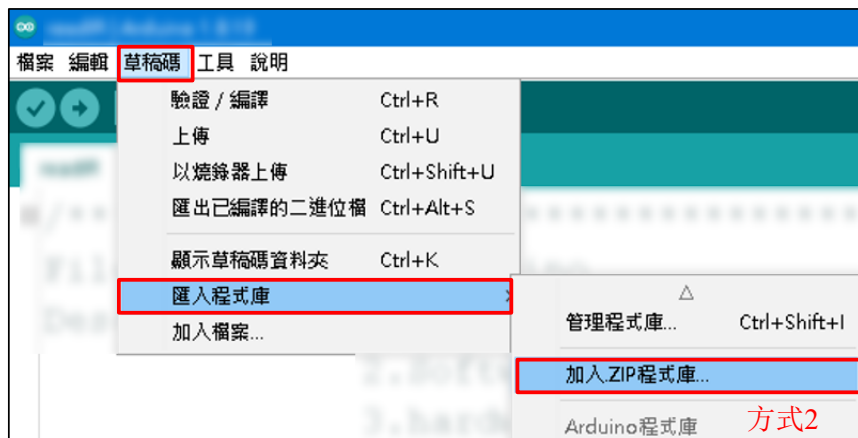 檔案 編輯 草稿碼 工具 說明
驗證 / 編譯 Ctrl+R
上傳 Ctrl+U
以燒錄器上傳 Ctrl+Shift+U
匯出已編譯的二進位檔 Ctrl+Alt+S
顯示草稿碼資料夾 Ctrl+K
匯入程式庫
加入檔案...
管理程式庫... Ctrl+Shift+I
加入.ZIP程式庫...
Arduino程式庫
方式2